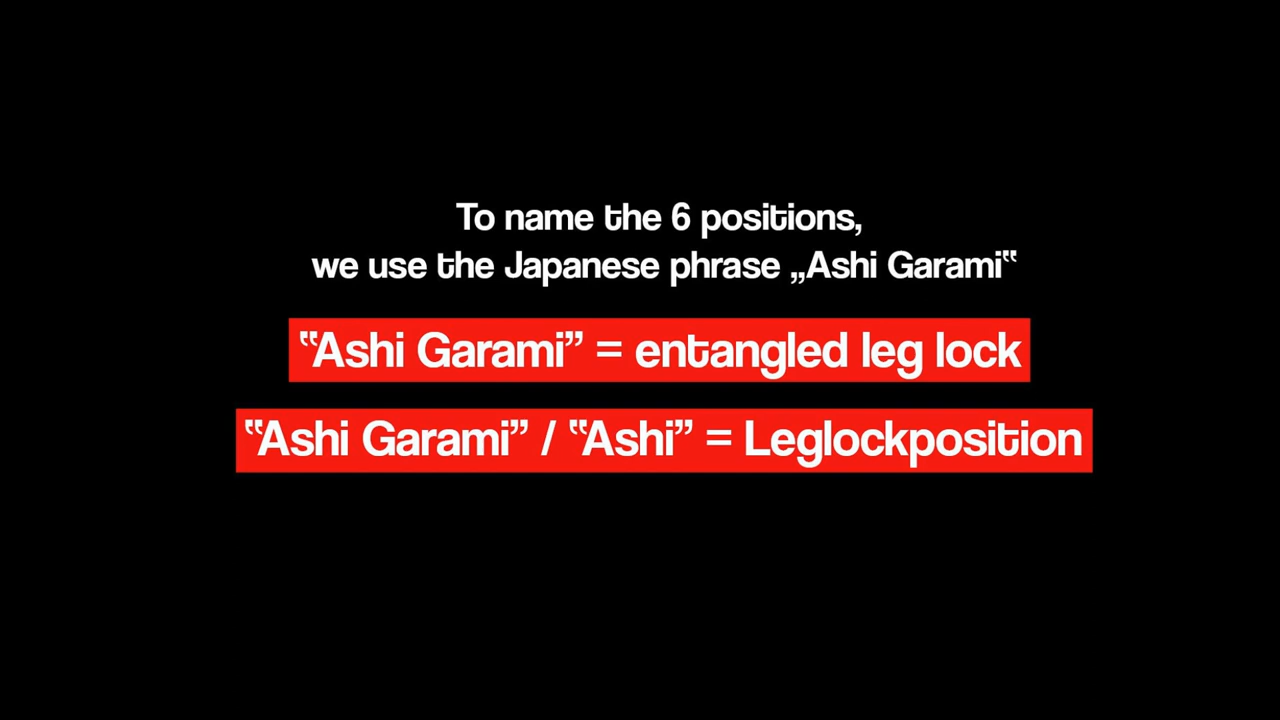 To name the 6 positions,
we use the Japanese phrase „Ashi Garami‟
‟Ashi Garami” = entangled leg lock
‟Ashi Garami” / ‟Ashi” = Leglockposition